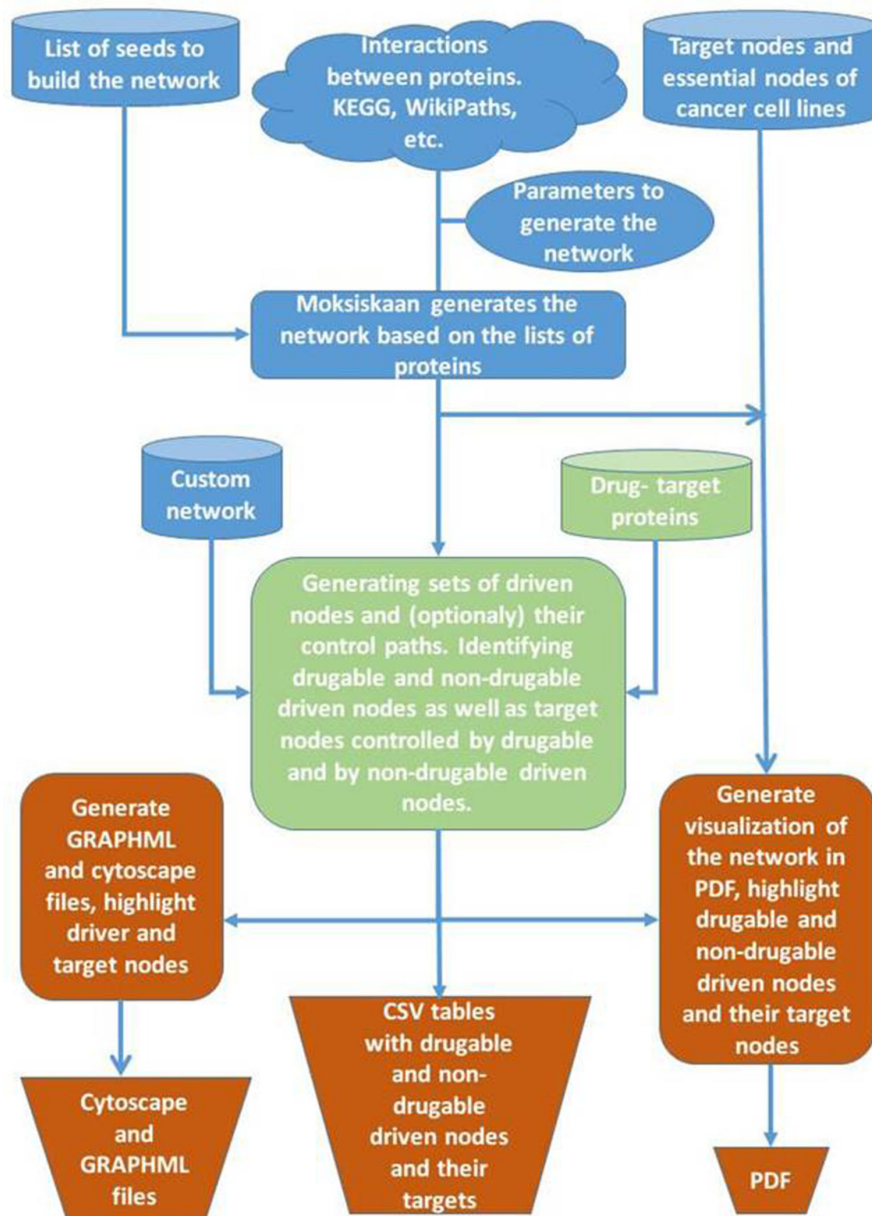 List of seeds to
build the network
Interactions
between proteins.
KEGG, WikiPaths,
etc.
Target nodes and
essential nodes of
cancer cell lines
Parameters to
generate the
network
Moksiskaan generates the
network based on the lists of
proteins
Custom
network
Drug- target
proteins
Generating sets of driven
nodes and (optionaly) their
control paths. Identifying
drugable and non-drugable
driven nodes as well as target
nodes controlled by drugable
and by non-drugable driven
nodes.
Generate
GRAPHML
and cytoscape
files, highlight
driver and
target nodes
Generate
visualization of
the network in
PDF, highlight
drugable and
non-drugable
driven nodes
and their target
nodes
Cytoscape
and
GRAPHML
files
CSV tables
with drugable
and non-
drugable
driven nodes
and their
targets
PDF